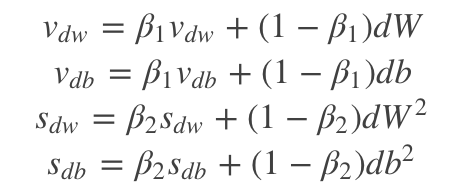 v_{dw} = β_1 v_{dw} + (1 − β_1)dW
v_{db} = β_1 v_{db} + (1 − β_1)db
s_{dw} = β_2 s_{dw} + (1 − β_2)dW^2
s_{db} = β_2 s_{db} + (1 − β_2)db^2